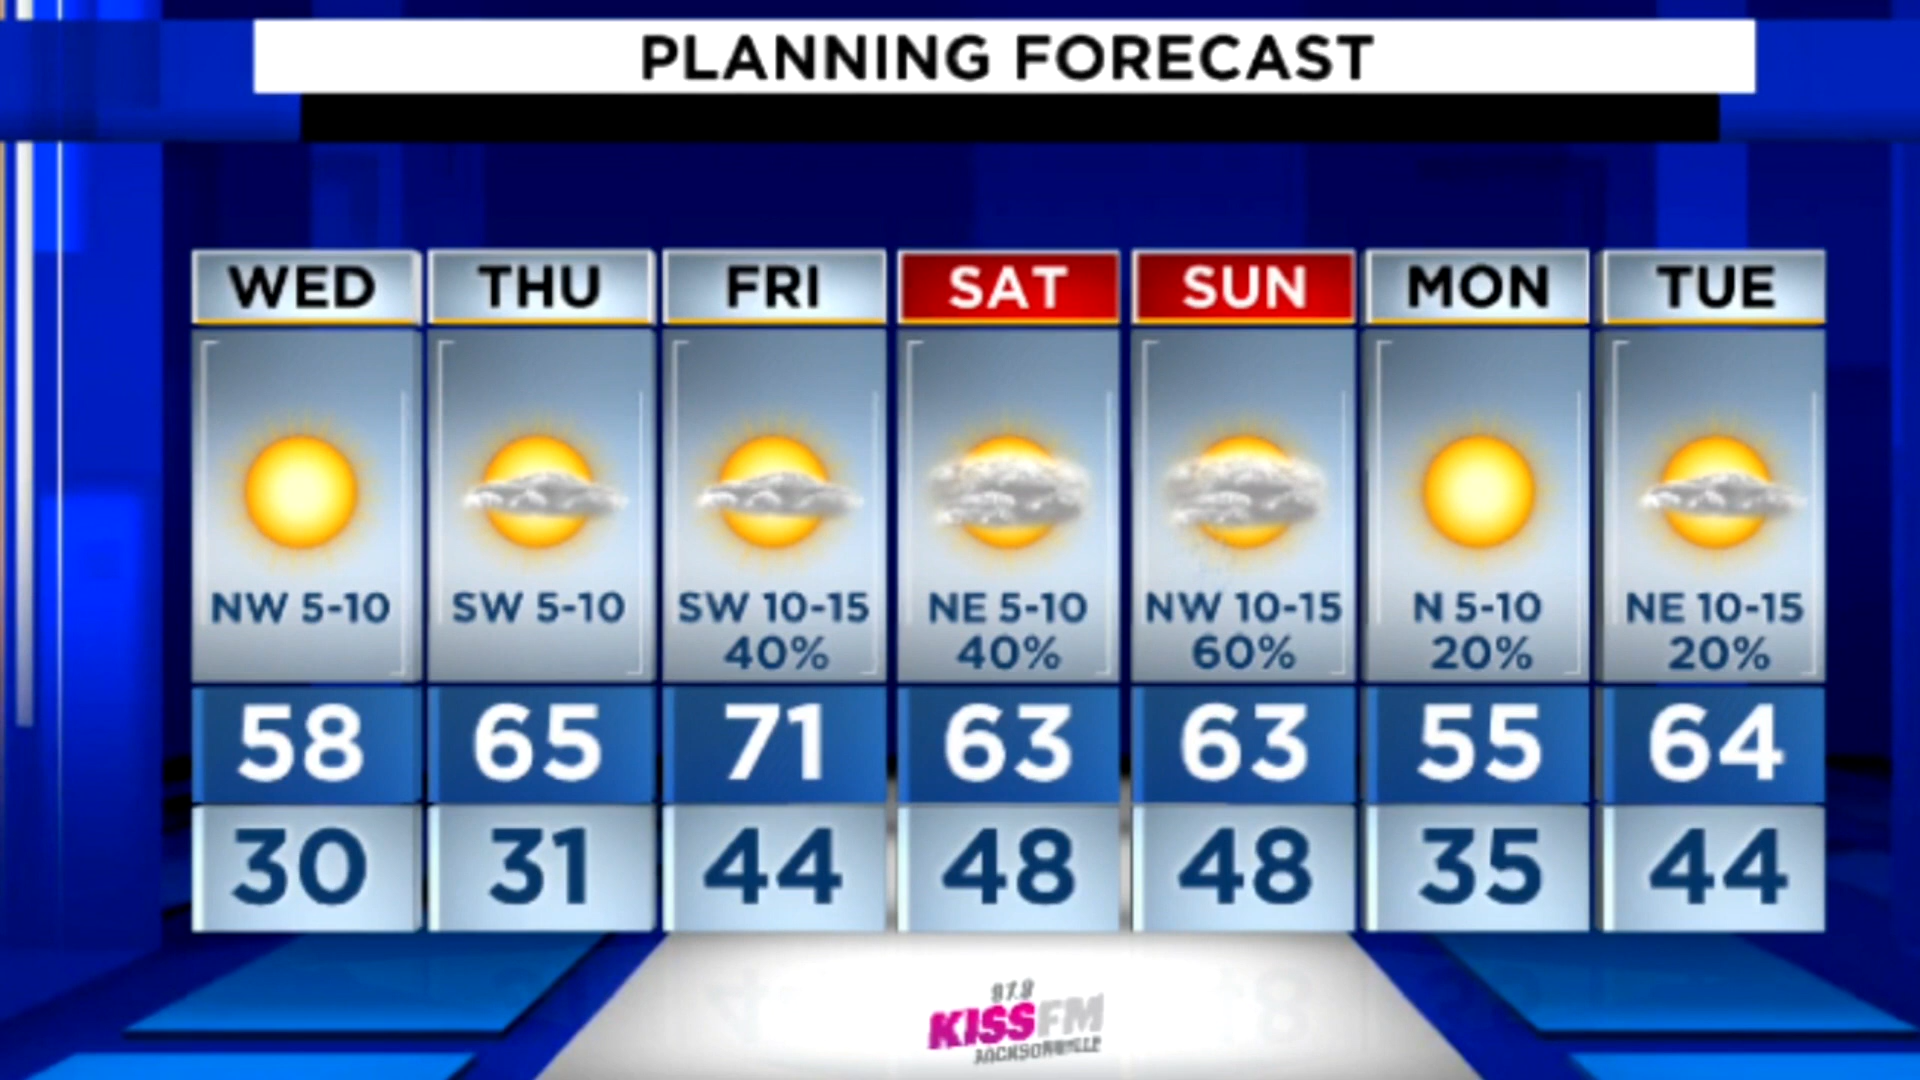 PLANNING FORECAST
WED THU FRI SAT SUN MON TUE
NW 5-10 SW 5-10 SW 10-15 NE 5-10 NW 10-15 N 5-10 NE 10-15
40% 40% 60% 20% 20%
58 65 71 63 63 55 64
30 31 44 48 48 35 44
97.9
KISSFM
JACKSONVILLE